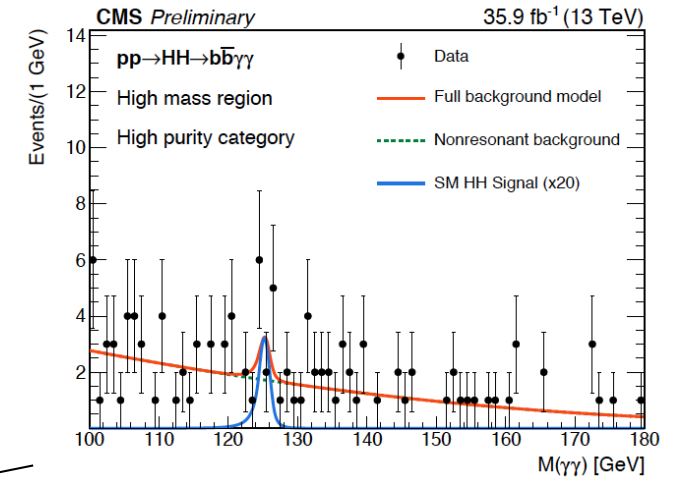 CMS Preliminary 35.9 fb⁻¹ (13 TeV)
pp→HH→bb̅γγ
High mass region
High purity category
Data
Full background model
Nonresonant background
SM HH Signal (x20)
Events/(1 GeV)
14
12
10
8
6
4
2
100 110 120 130 140 150 160 170 180
M(γγ) [GeV]